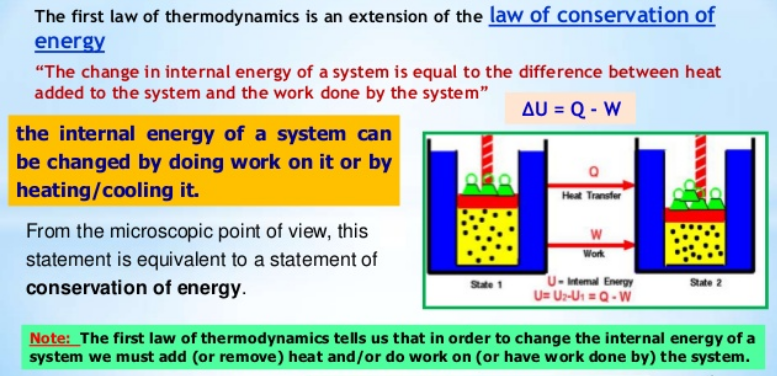 The first law of thermodynamics is an extension of the law of conservation of
energy
“The change in internal energy of a system is equal to the difference between heat
added to the system and the work done by the system”
ΔU = Q - W
the internal energy of a system can
be changed by doing work on it or by
heating/cooling it.
From the microscopic point of view, this
statement is equivalent to a statement of
conservation of energy.
Q
Heat Transfer
W
Work
State 1
U - Internal Energy
State 2
U= U₂-U₁ = Q - W
Note: The first law of thermodynamics tells us that in order to change the internal energy of a
system we must add (or remove) heat and/or do work on (or have work done by) the system.